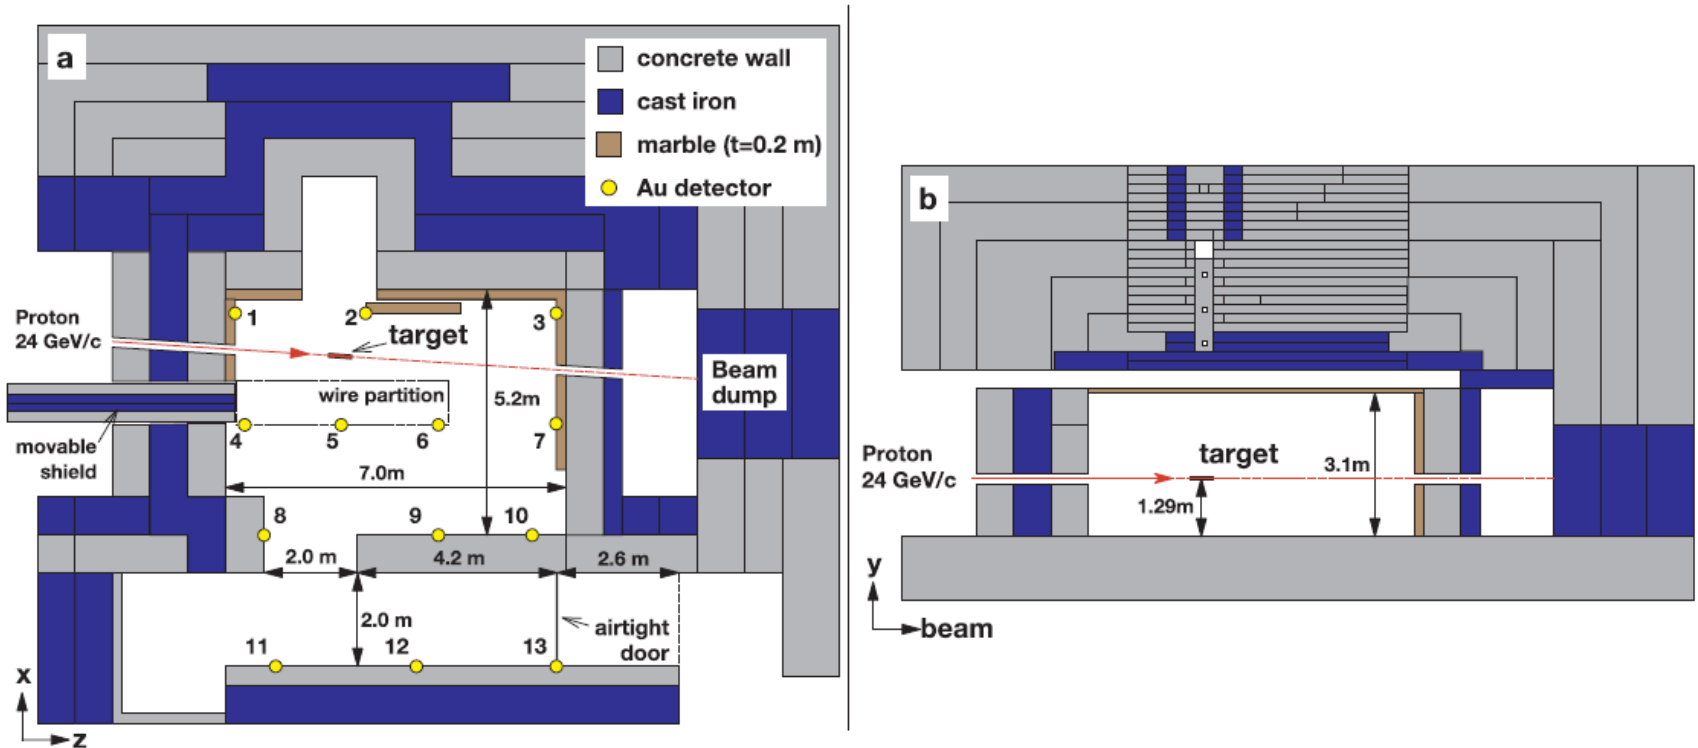 a
concrete wall
cast iron
marble (t=0.2 m)
Au detector
Proton
24 GeV/c
1
2
3
target
wire partition
5.2m
Beam
dump
movable
shield
4
5
6
7
7.0m
8
9
10
2.0 m
4.2 m
2.6 m
2.0 m
airtight
door
11
12
13
x
z
b
Proton
24 GeV/c
target
3.1m
1.29m
y
beam